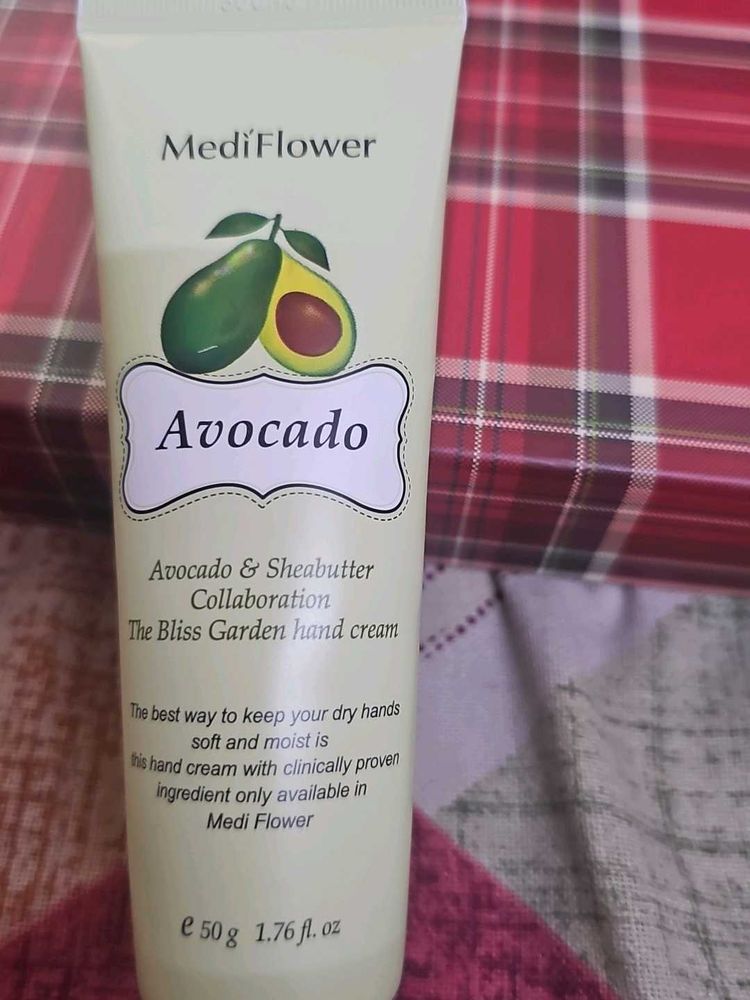 Medi'Flower
Avocado
Avocado & Sheabutter
Collaboration
The Bliss Garden hand cream
The best way to keep your dry hands
soft and moist is
this hand cream with clinically proven
ingredient only available in
Medi Flower
e 50 g 1.76 fl. oz